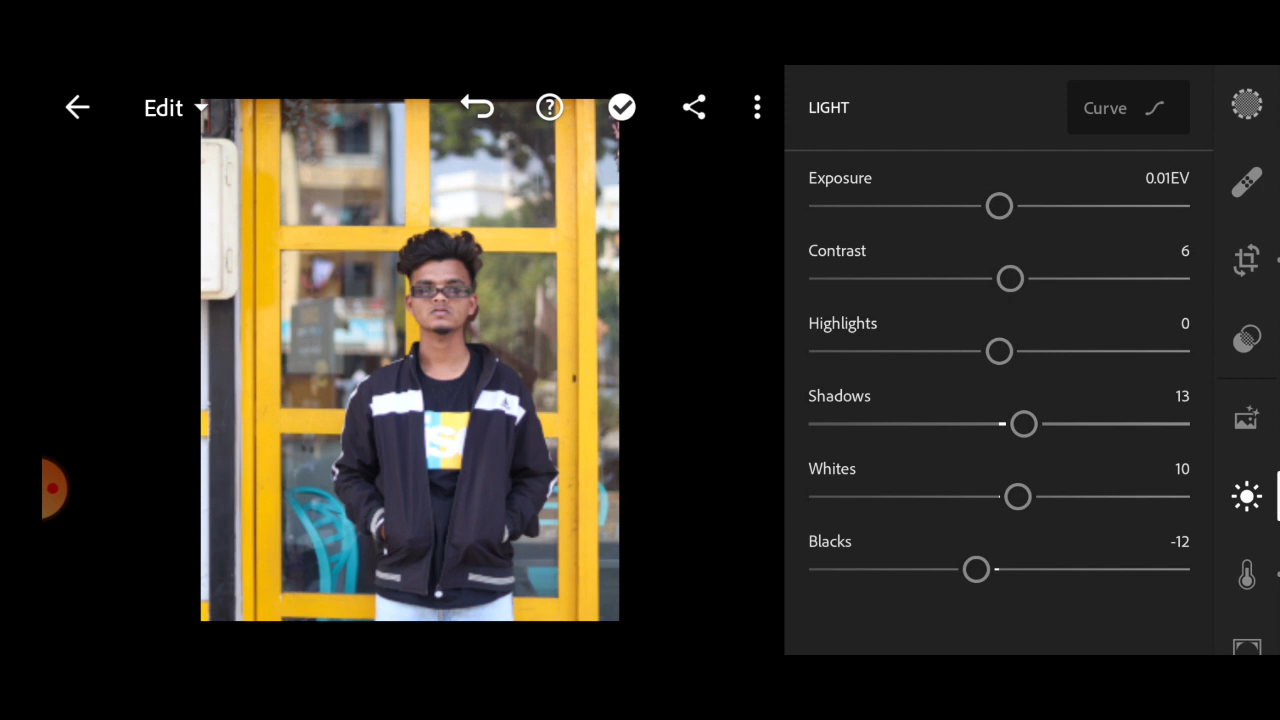 Edit
LIGHT
Curve
Exposure 0.01EV
Contrast 6
Highlights 0
Shadows 13
Whites 10
Blacks -12